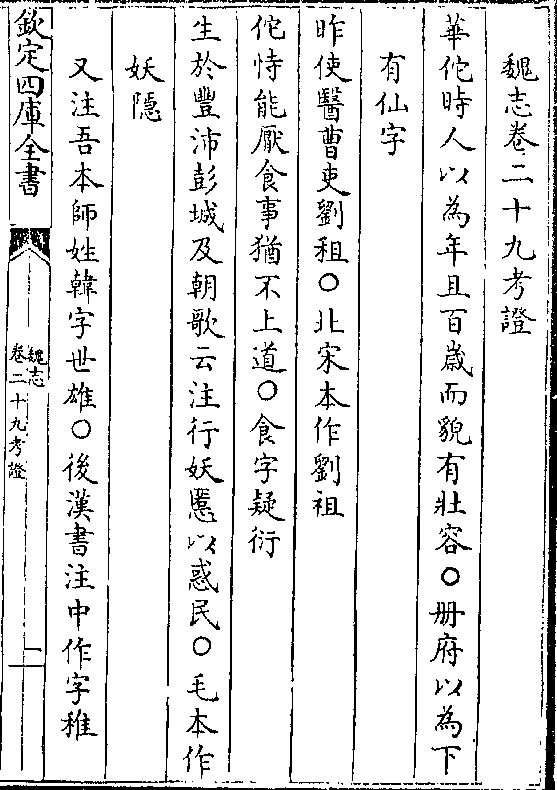 魏志卷二十九考證
華佗時人以為年且百歲而貌有壯容○册府以為下
有仙字
昨使醫曹吏劉租○北宋本作劉祖
佗恃能厭食事猶不上道○食字疑衍
生於豐沛彭城及朝歌云注行妖慝以惑民○毛本作
妖隱
又注吾本師姓韓字世雄○後漢書注中作字稚
欽定四庫全書
魏志
卷二十九考證
二